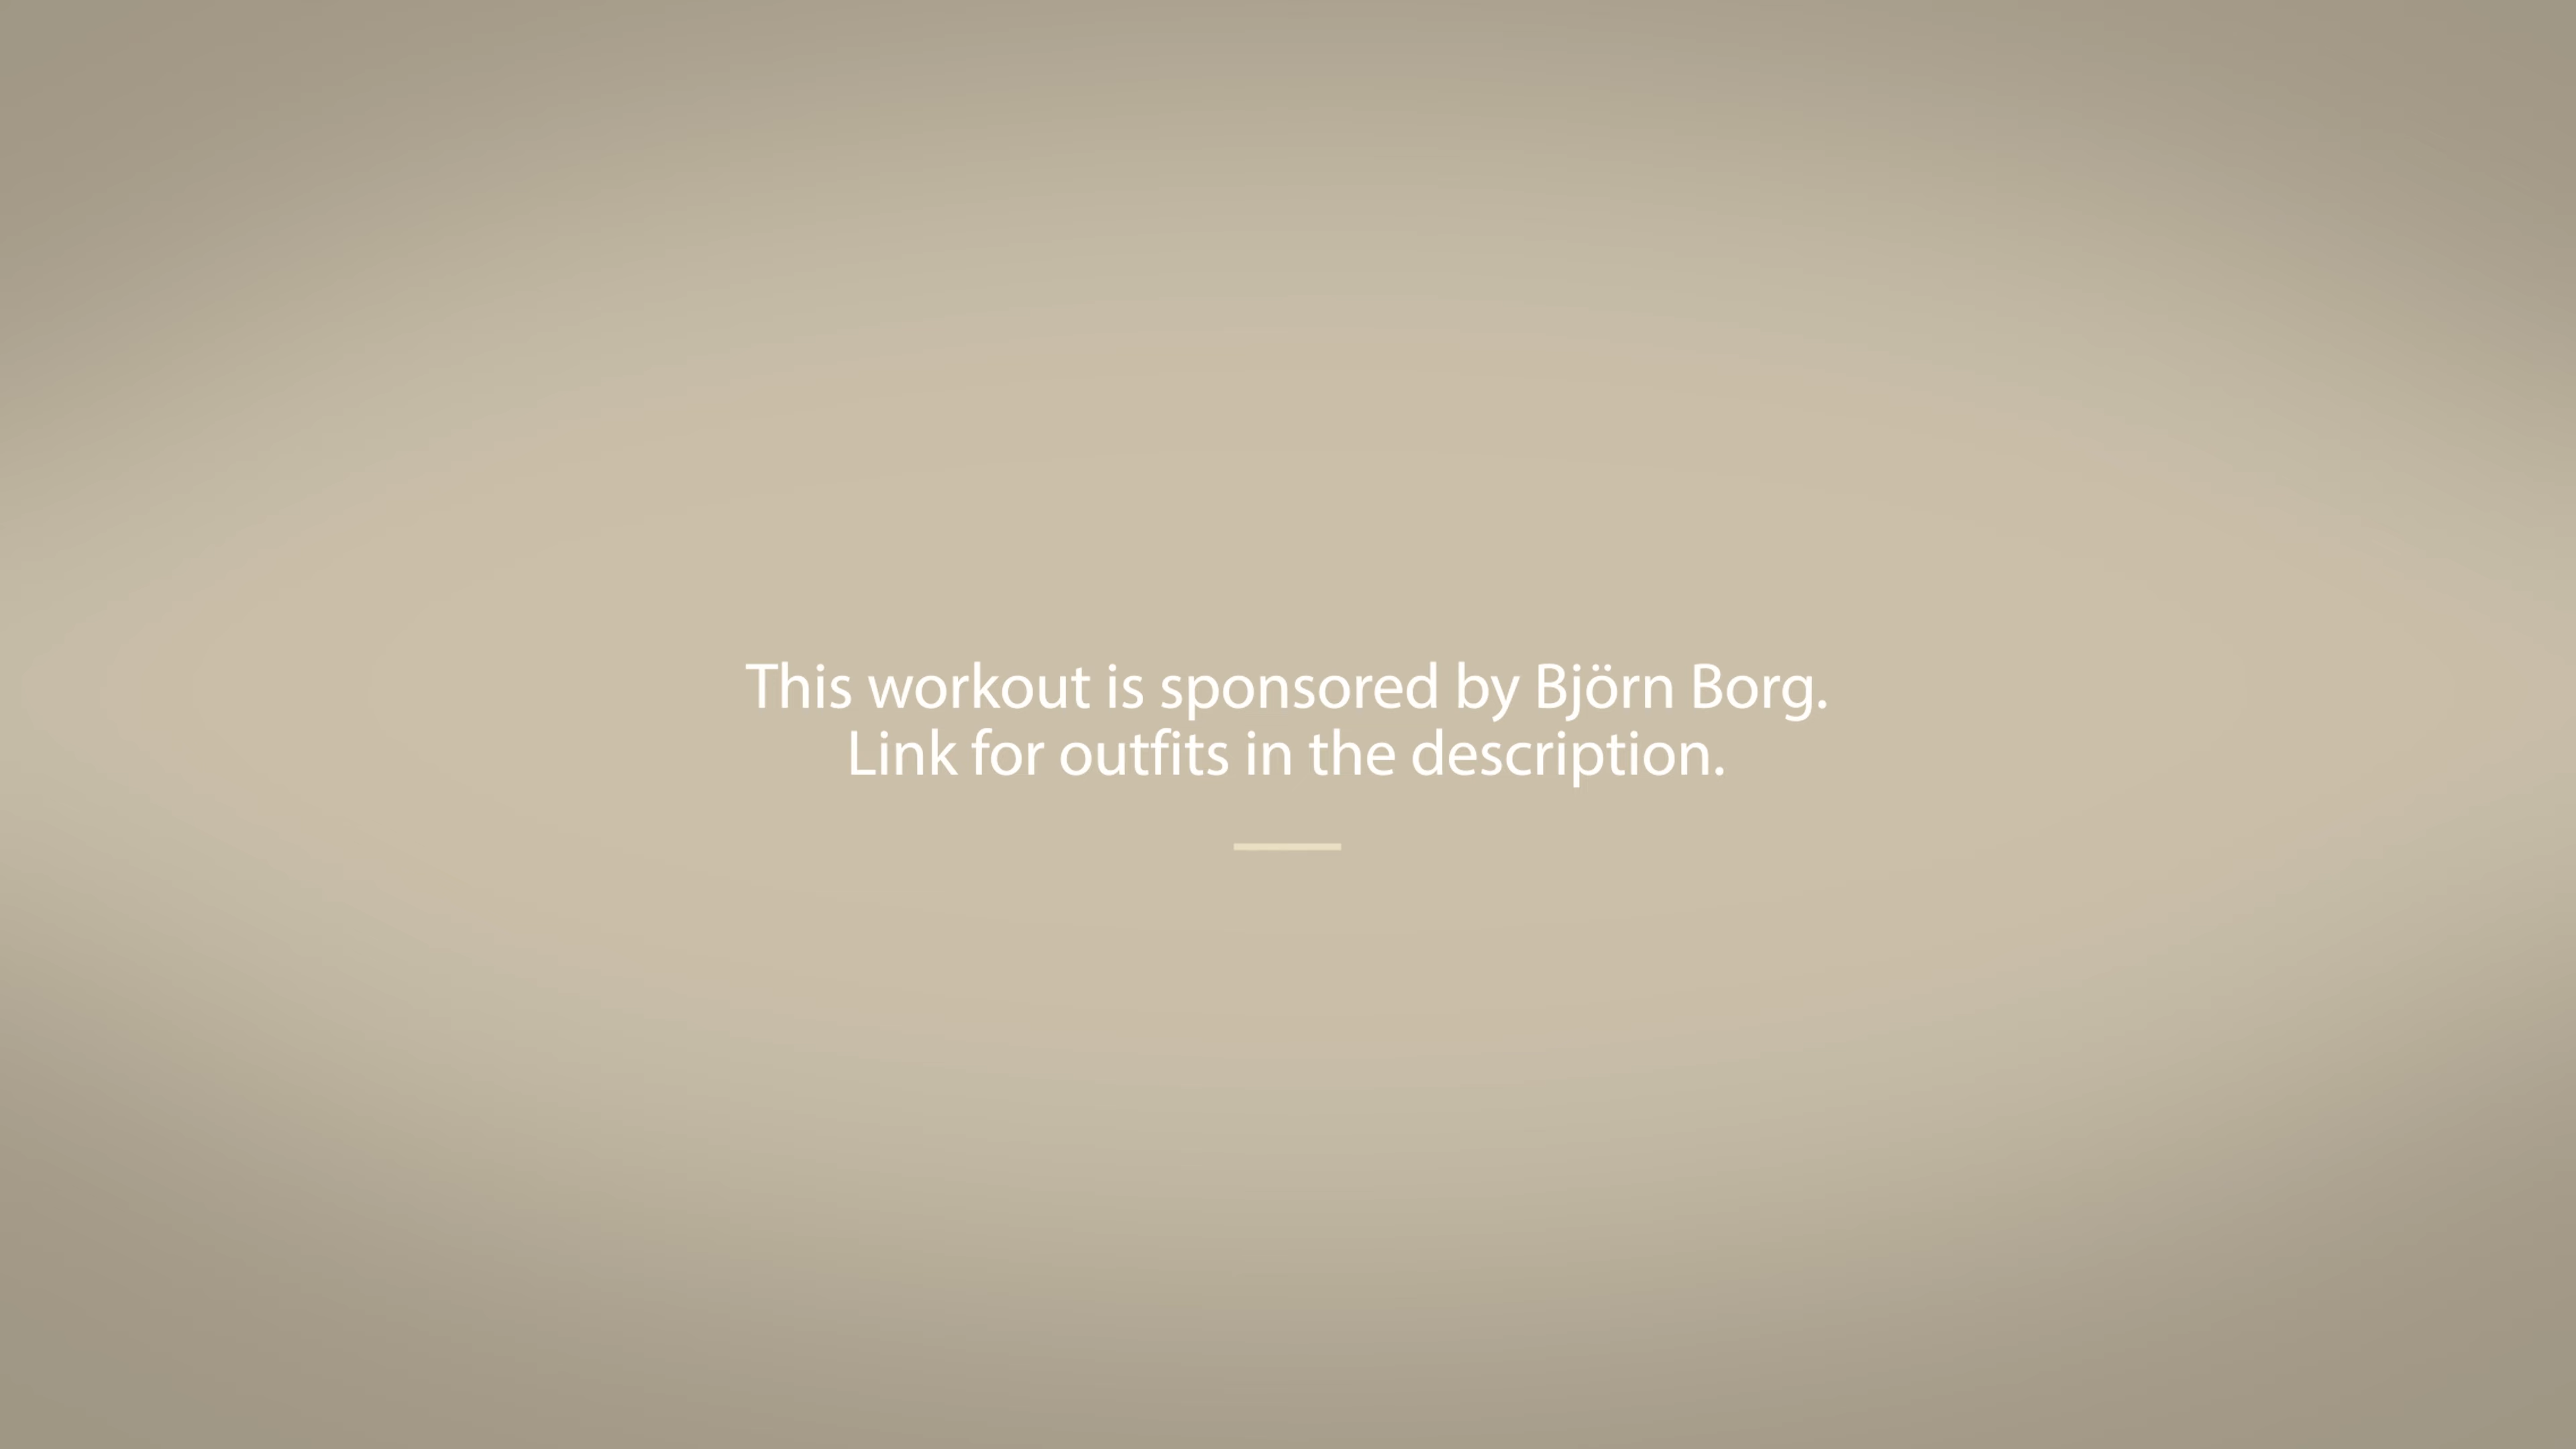 This workout is sponsored by Björn Borg.
Link for outfits in the description.